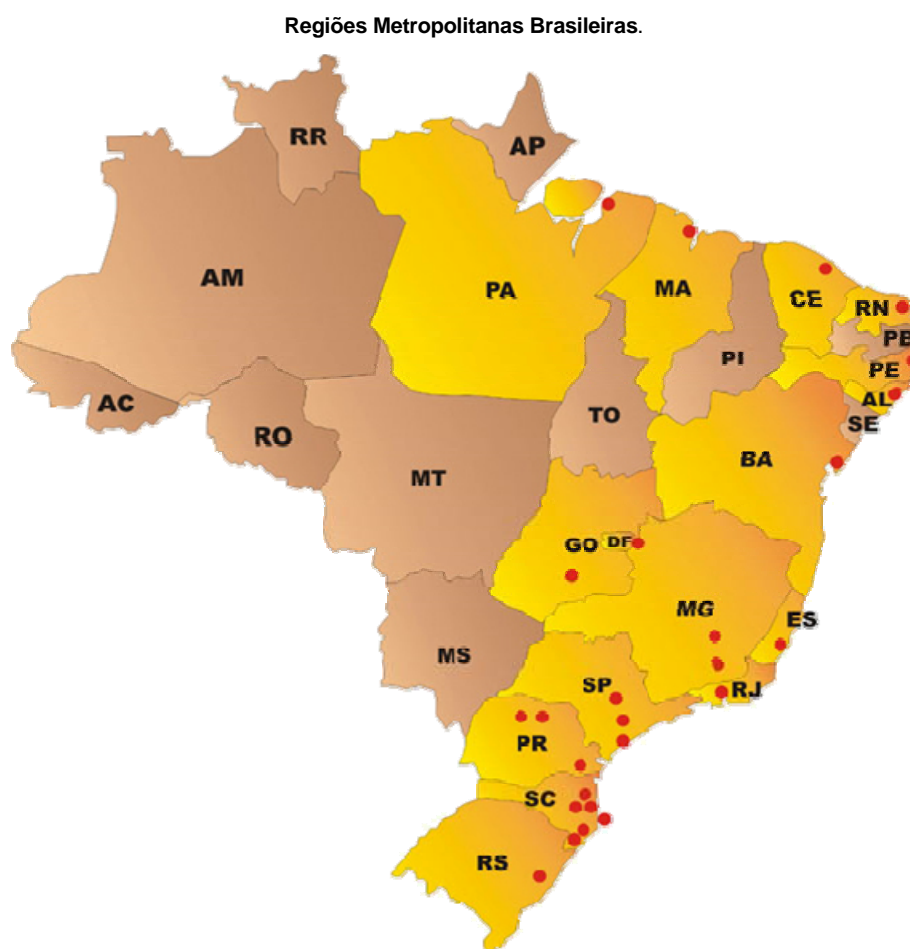 Regiões Metropolitanas Brasileiras.
RR
AP
AM
PA
MA
CE
RN
PB
PI
PE
AC
AL
TO
SE
RO
BA
MT
GO
DF
MG
ES
MS
SP
RJ
PR
SC
RS